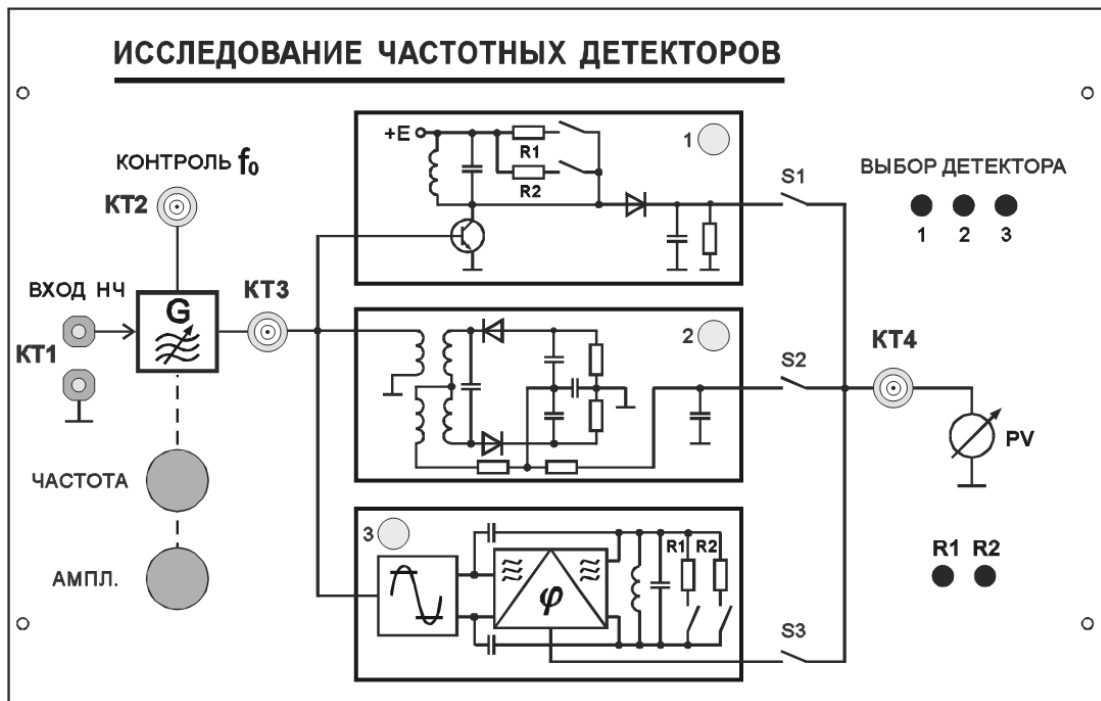 ИССЛЕДОВАНИЕ ЧАСТОТНЫХ ДЕТЕКТОРОВ
КОНТРОЛЬ f₀
КТ2
ВХОД НЧ
КТ1
G
КТ3
ЧАСТОТА
АМПЛ.
+E
R1
R2
1
2
3
R1 R2
φ
S1
S2
S3
ВЫБОР ДЕТЕКТОРА
1 2 3
КТ4
PV
R1 R2